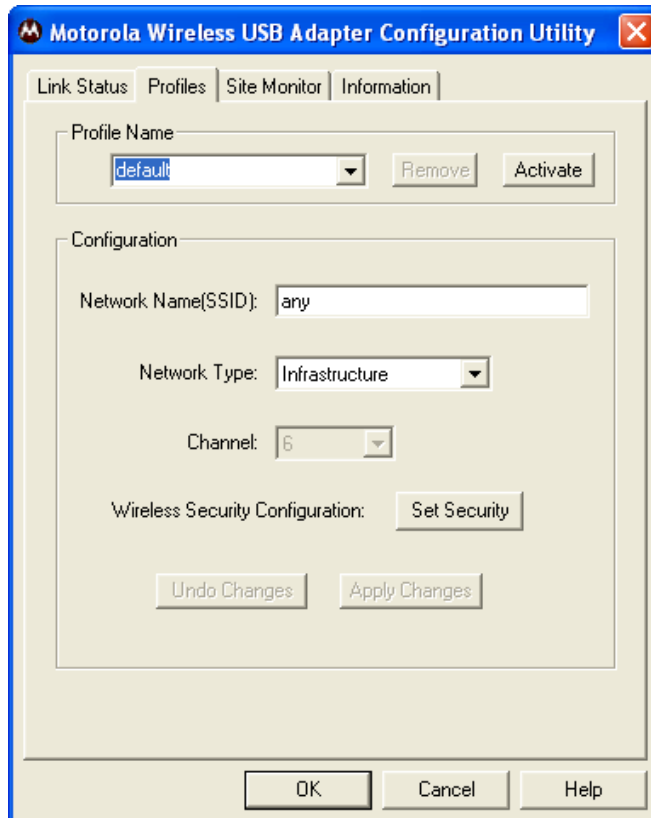 Motorola Wireless USB Adapter Configuration Utility
Link Status Profiles Site Monitor Information
Profile Name
default Remove Activate
Configuration
Network Name(SSID): any
Network Type: Infrastructure
Channel: 6
Wireless Security Configuration: Set Security
Undo Changes Apply Changes
OK Cancel Help